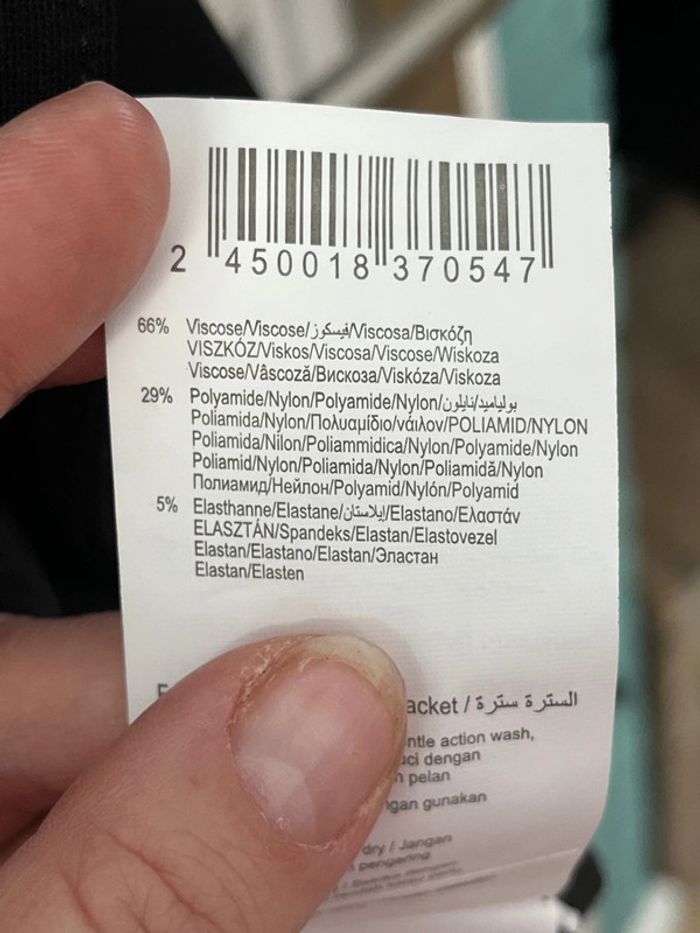 2 450018 370547
66% Viscose/Viscose/فيسكوز/Viscosa/Βισκόζη
VISZKÓZ/Viskos/Viscosa/Viscose/Wiskoza
Viscose/Vâscoză/Вискоза/Viskóza/Viskoza
29% Polyamide/Nylon/Polyamide/Nylon/بولياميد/نايلون
Poliamida/Nylon/Πολυαμίδιο/νάιλον/POLIAMID/NYLON
Poliamida/Nilon/Poliammidica/Nylon/Polyamide/Nylon
Poliamid/Nylon/Poliamida/Nylon/Poliamidă/Nylon
Полиамид/Нейлон/Polyamid/Nylón/Polyamid
5% Elasthanne/Elastane/إيلاستان/Elastano/Ελαστάν
ELASZTÁN/Spandeks/Elastan/Elastovezel
Elastan/Elastano/Elastan/Эластан
Elastan/Elasten
acket / السترة سترة
ntle action wash,
uci dengan
pelan
gan gunakan
dry / Jangan
pengering